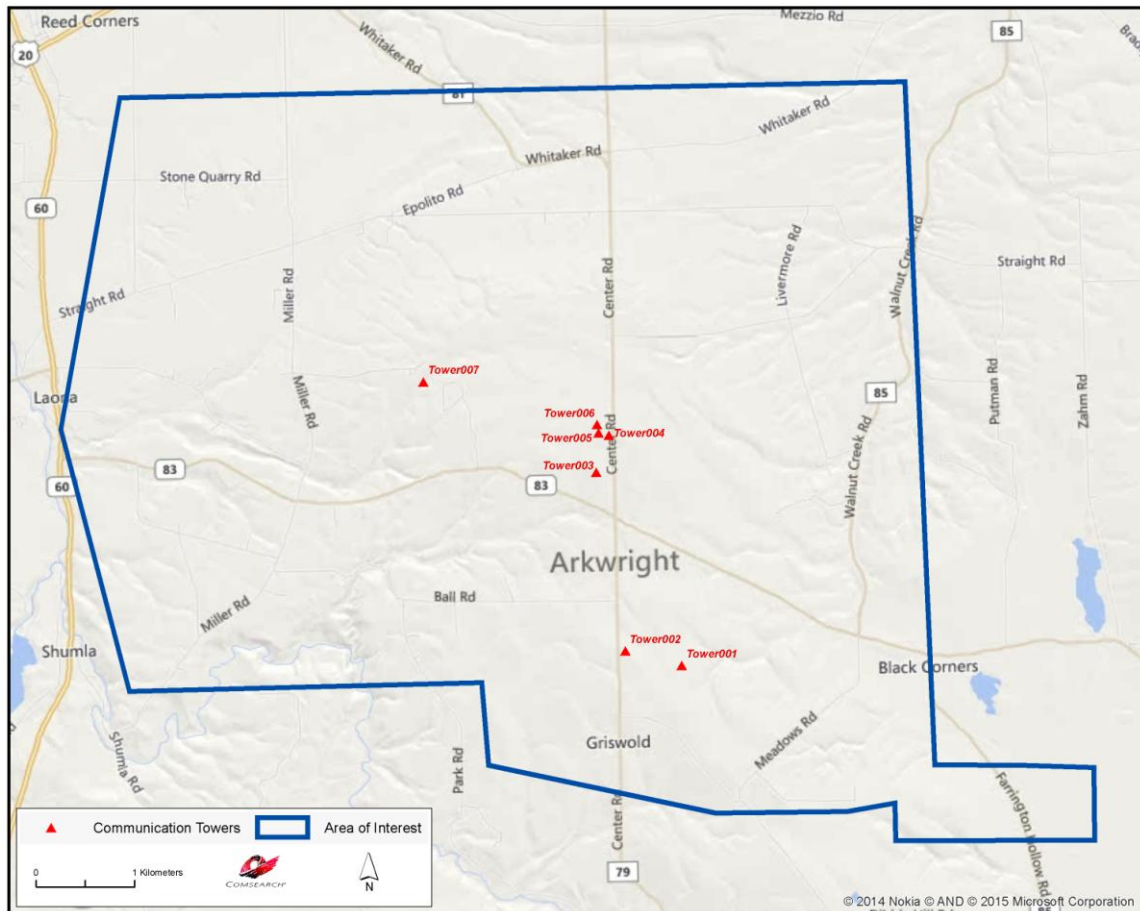 Reed Corners
Mezzio Rd
20
Whitaker Rd
85
81
Whitaker Rd
Whitaker Rd
Stone Quarry Rd
60
Epolito Rd
Livermore Rd
Walnut Creek Rd
Straight Rd
Center Rd
Miller Rd
Straight Rd
Tower007
Laona
Miller Rd
85
Putman Rd
Zahm Rd
Tower006
Tower005
Tower004
Center Rd
Tower003
83
60
83
Walnut Creek Rd
Arkwright
Ball Rd
Miller Rd
Shumla
Tower002
Tower001
Black Corners
Griswold
Meadows Rd
Shumla Rd
Park Rd
Center Rd
Farrington Hollow Rd
79
Communication Towers
Area of Interest
0
1 Kilometers
COMSEARCH
N
© 2014 Nokia © AND © 2015 Microsoft Corporation